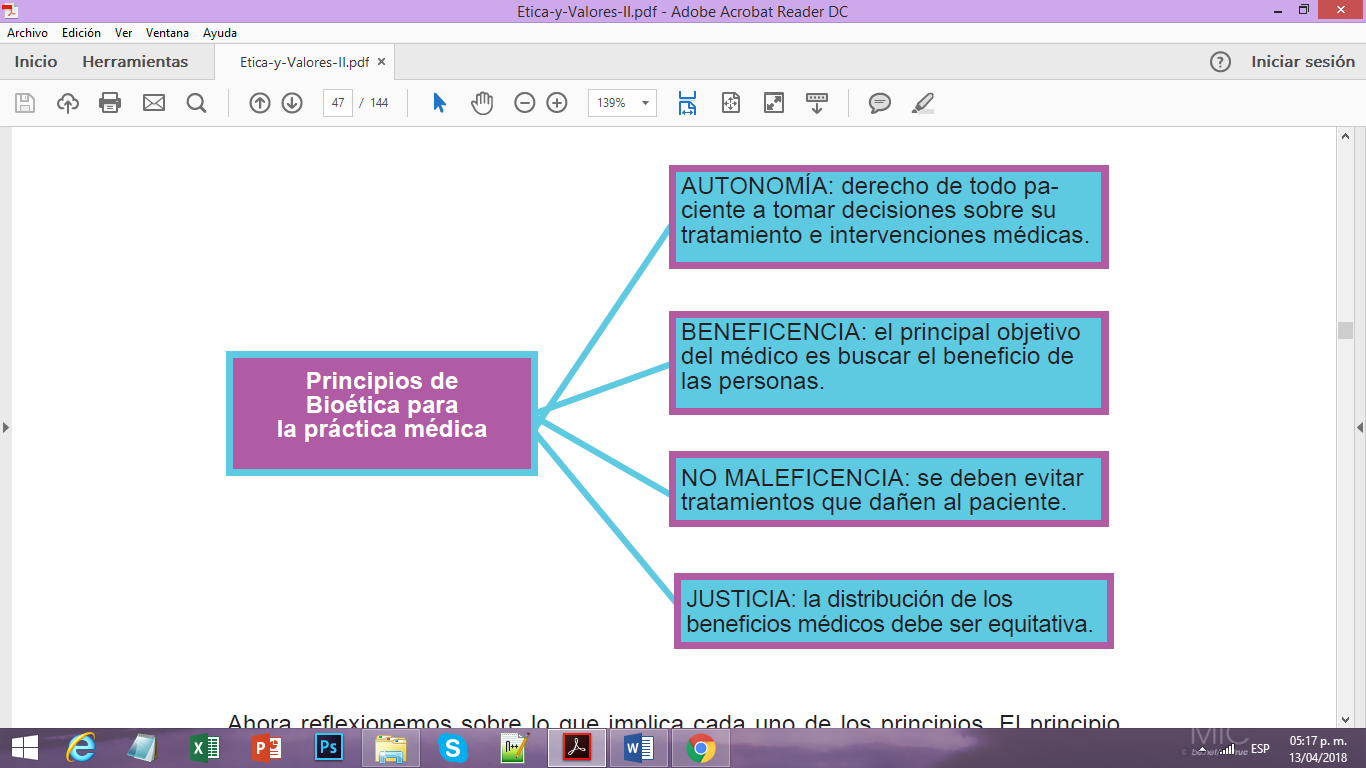 Etica-y-Valores-II.pdf - Adobe Acrobat Reader DC
Archivo Edición Ver Ventana Ayuda
Inicio Herramientas Etica-y-Valores-II.pdf × Iniciar sesión
47 / 144 139%
AUTONOMÍA: derecho de todo pa-
ciente a tomar decisiones sobre su
tratamiento e intervenciones médicas.
BENEFICENCIA: el principal objetivo
del médico es buscar el beneficio de
las personas.
Principios de
Bioética para
la práctica médica
NO MALEFICENCIA: se deben evitar
tratamientos que dañen al paciente.
JUSTICIA: la distribución de los
beneficios médicos debe ser equitativa.
Ahora reflexionemos sobre lo que implica cada uno de los principios. El principio
ESP
05:17 p. m.
13/04/2018